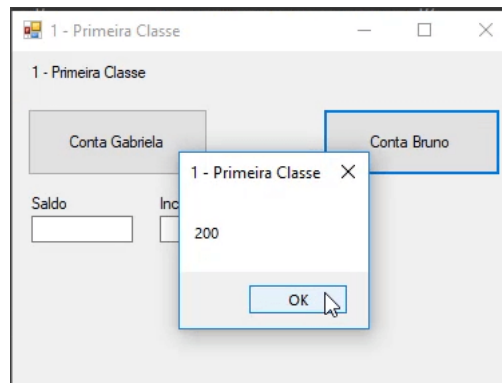 1 - Primeira Classe
1 - Primeira Classe
Conta Gabriela
Conta Bruno
1 - Primeira Classe
Saldo
200
OK